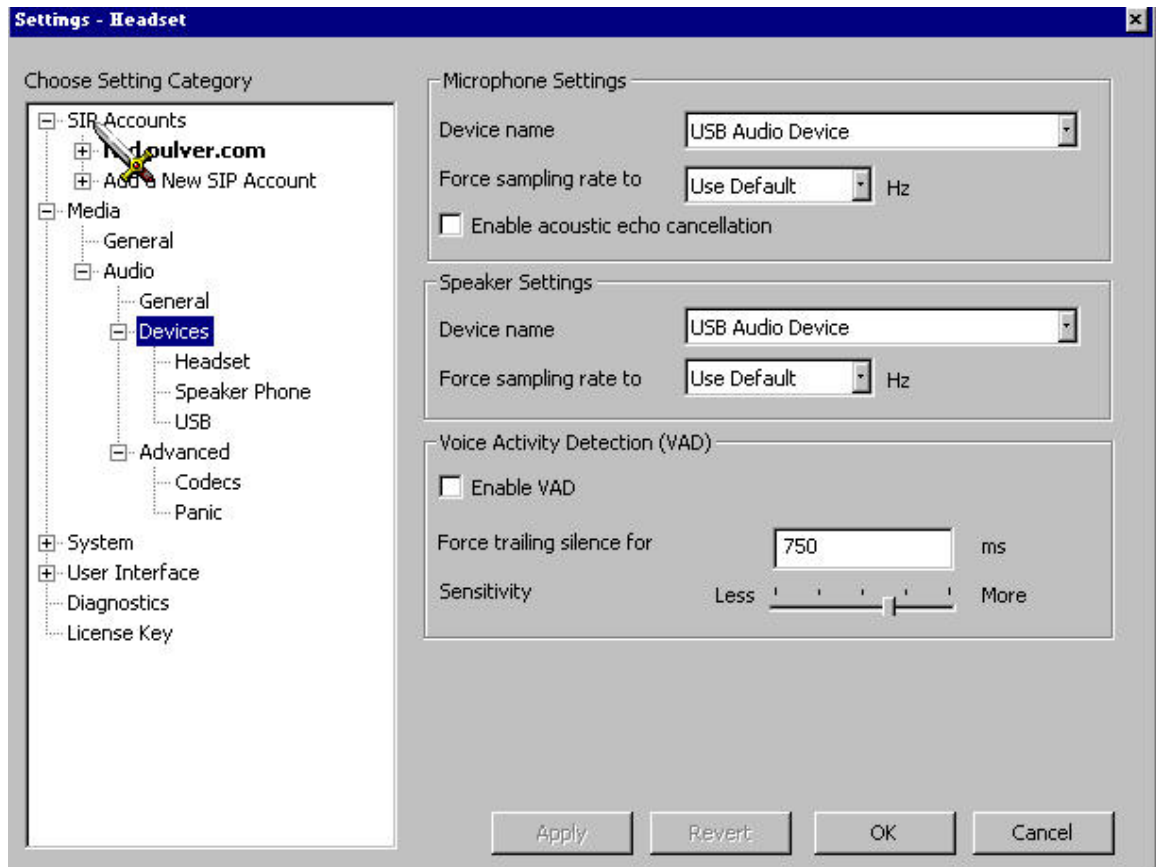 Settings - Headset
Choose Setting Category
SIP Accounts
pulver.com
Add a New SIP Account
Media
General
Audio
General
Devices
Headset
Speaker Phone
USB
Advanced
Codecs
Panic
System
User Interface
Diagnostics
License Key
Microphone Settings
Device name
USB Audio Device
Force sampling rate to
Use Default
Hz
Enable acoustic echo cancellation
Speaker Settings
Device name
USB Audio Device
Force sampling rate to
Use Default
Hz
Voice Activity Detection (VAD)
Enable VAD
Force trailing silence for
750
ms
Sensitivity
Less
More
Apply
Revert
OK
Cancel